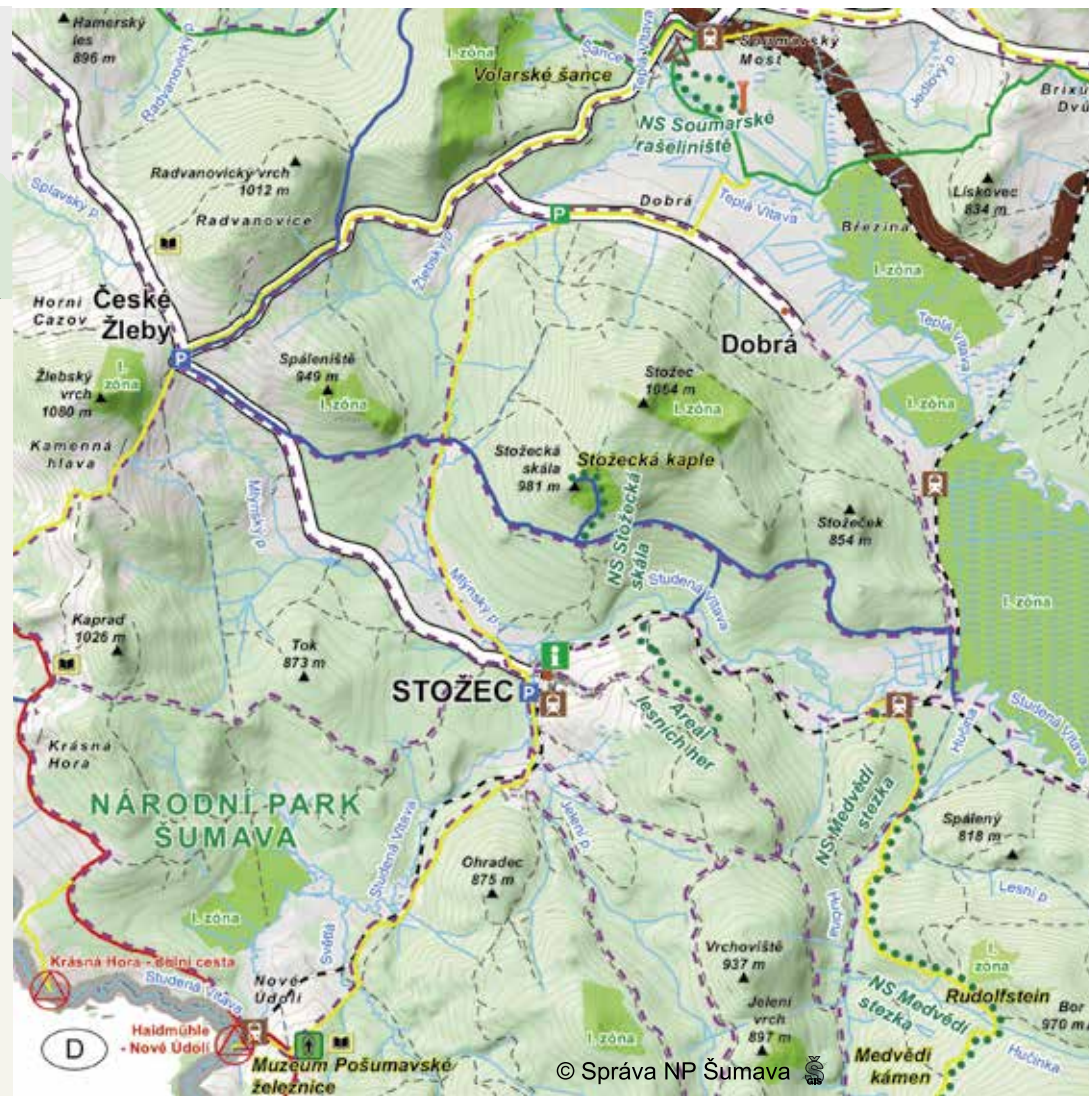 Hamerský
les
896 m
Radvanovický p.
I. zóna
Volarské šance
Šance
Teplá Vltava
Soumarský
Most
Jedlový p.
NS Soumarské
rašeliniště
Radvanovický vrch
1012 m
Splavský p.
Radvanovice
Dobrá
Teplá Vltava
Lískovec
834 m
Březina
I. zóna
Žlebský p.
P
Horní
Cazov
České
Žleby
P
Teplá Vltava
Dobrá
Spáleniště
949 m
I. zóna
Stožec
1064 m
I. zóna
I. zóna
Žlebský
vrch
1080 m
I.
zóna
Kamenná
hlava
Stožecká
skála
981 m
Stožecká kaple
NS Stožecká
skála
Mlýnský p.
Stožeček
854 m
Mlýnský p.
Studená Vltava
I. zóna
Kaprad
1026 m
Tok
873 m
i
STOŽEC
P
Areál
lesních her
Hučina
Studená Vltava
Krásná
Hora
NÁRODNÍ PARK
ŠUMAVA
NS Medvědí
stezka
Spálený
818 m
Jelení p.
Studená Vltava
Ohradec
875 m
Lesní p.
I. zóna
Světlá
Hučina
Vrchoviště
937 m
I.
zóna
Krásná Hora - dolní cesta
Studená Vltava
Nové
Údolí
Rudolfstein
NS Medvědí
stezka
Jelení
vrch
897 m
I. zóna
Bor
970 m
Haidmühle
- Nové Údolí
D
Muzeum Pošumavské
železnice
Medvědí
kámen
Hučinka
© Správa NP Šumava
GIS